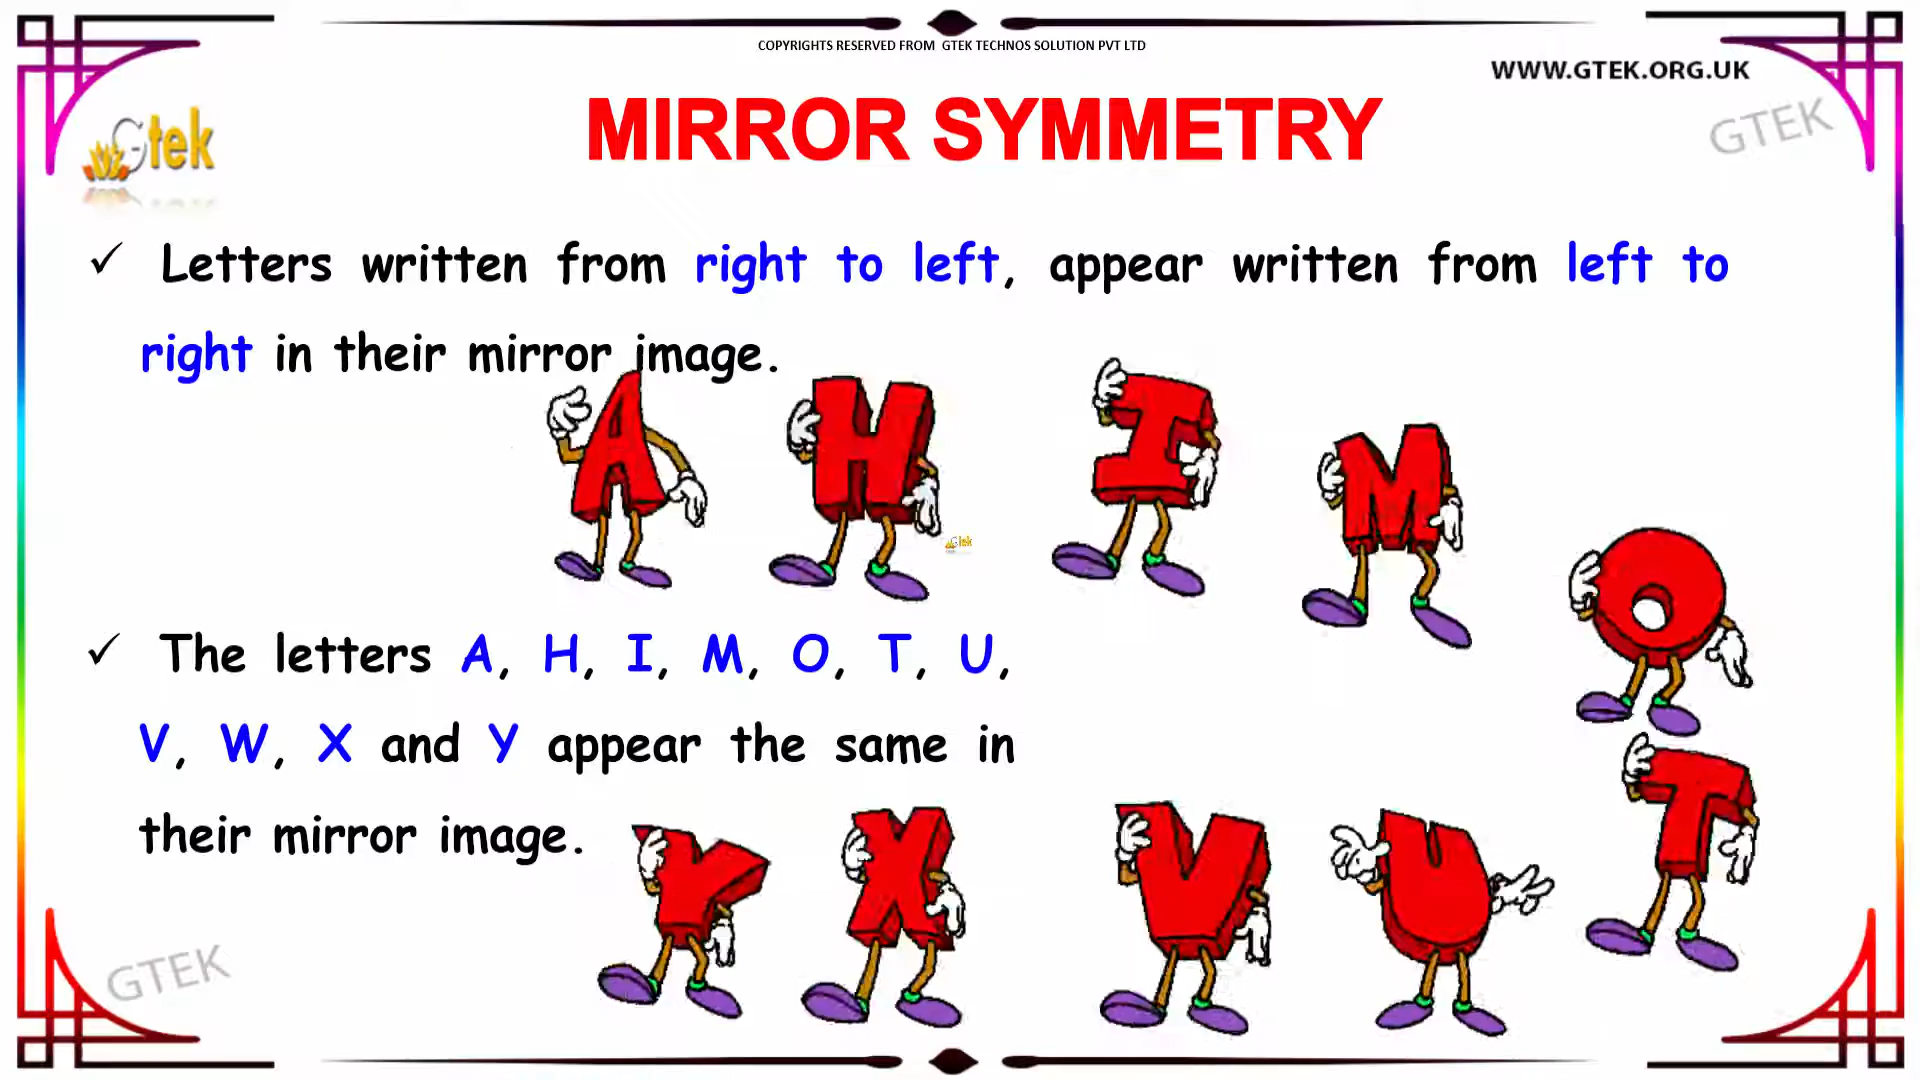 COPYRIGHTS RESERVED FROM GTEK TECHNOS SOLUTION PVT LTD
WWW.GTEK.ORG.UK
Gtek
MIRROR SYMMETRY
GTEK
✓ Letters written from right to left, appear written from left to
right in their mirror image.
A H I M
Gtek
O
✓ The letters A, H, I, M, O, T, U,
V, W, X and Y appear the same in
their mirror image.
T
Y X V U
GTEK